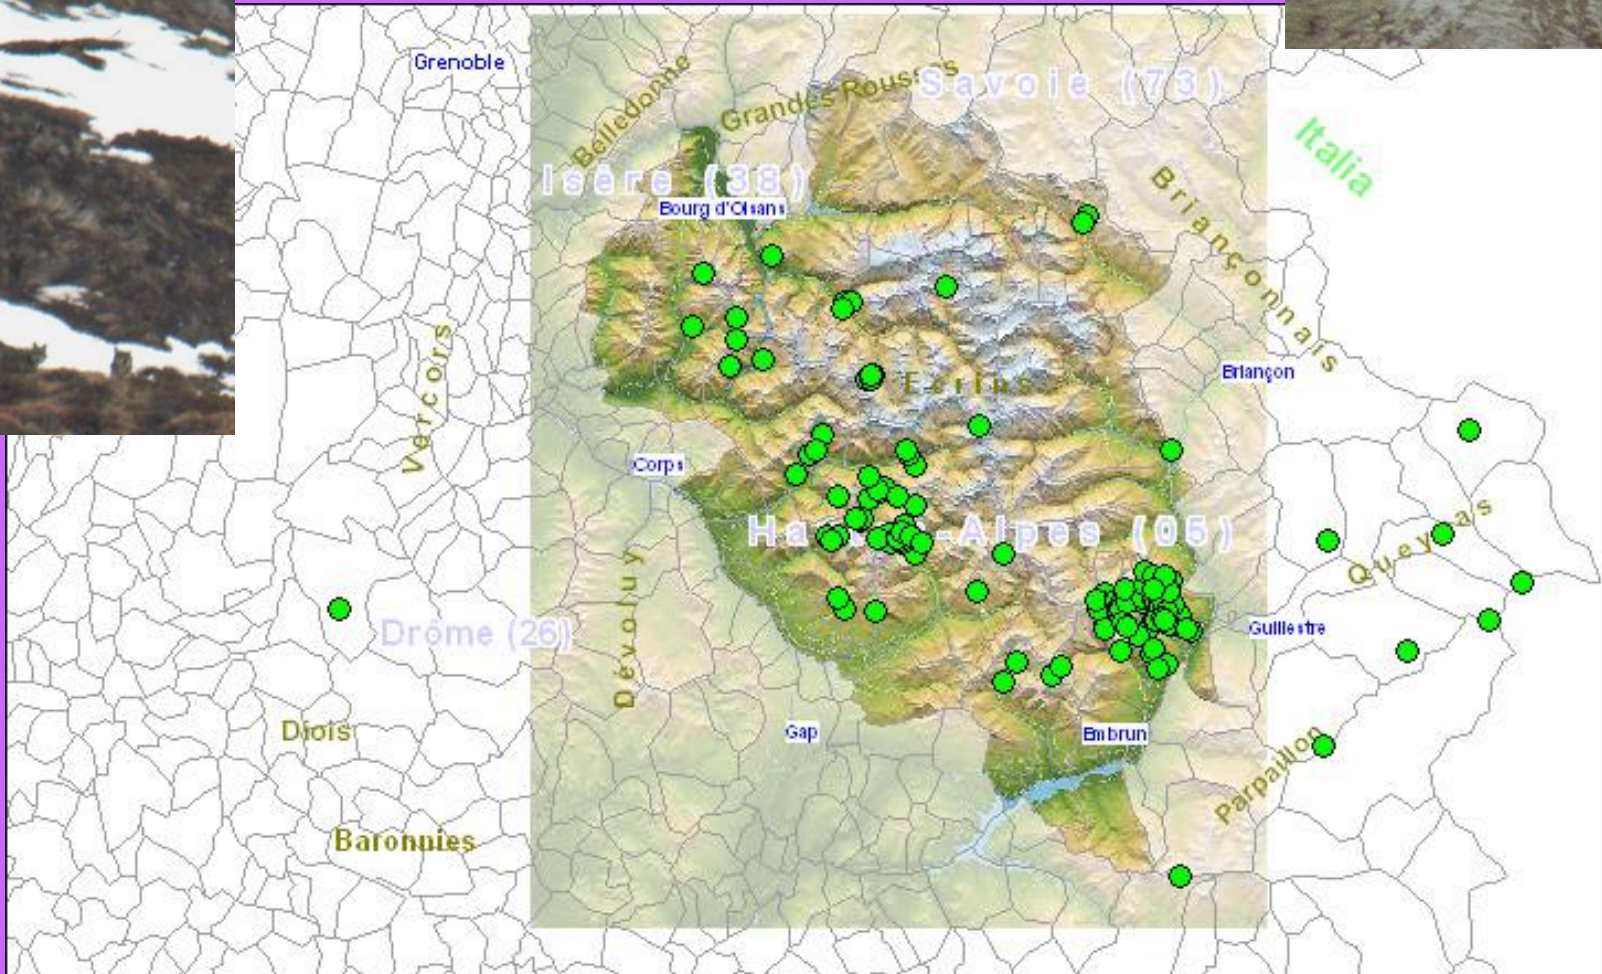 Grenoble
Belledonne
Grandes Rousses
Savoie (73)
Italia
Isère (38)
Bourg d'Oisans
Briançonnais
Vercors
Briançon
Ecrins
Corps
Queyras
Ha -Alpes (05)
Dévoluy
Drôme (26)
Guillestre
Diois
Gap
Embrun
Parpaillon
Baronnies